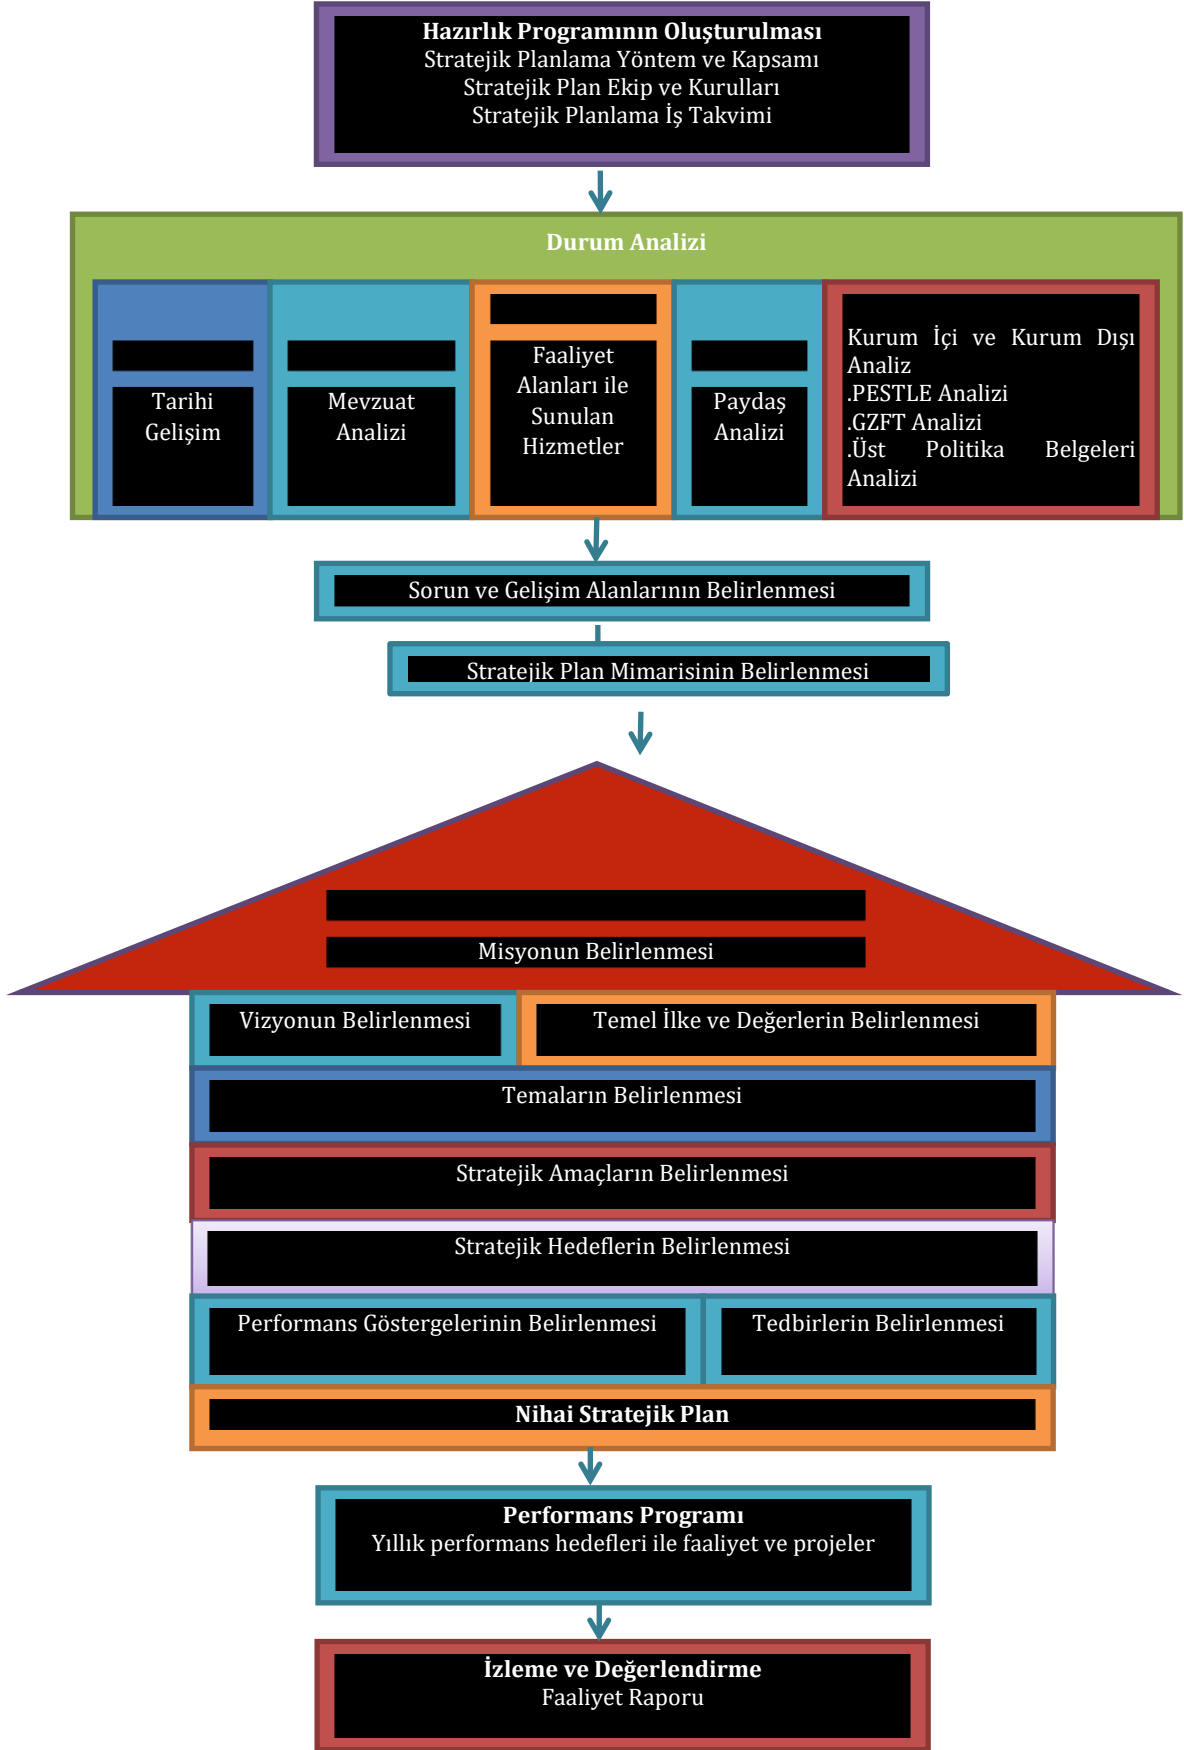 Hazırlık Programının Oluşturulması
Stratejik Planlama Yöntem ve Kapsamı
Stratejik Plan Ekip ve Kurulları
Stratejik Planlama İş Takvimi
Durum Analizi
Tarihi
Gelişim
Mevzuat
Analizi
Faaliyet
Alanları ile
Sunulan
Hizmetler
Paydaş
Analizi
Kurum İçi ve Kurum Dışı
Analiz
.PESTLE Analizi
.GZFT Analizi
.Üst Politika Belgeleri
Analizi
Sorun ve Gelişim Alanlarının Belirlenmesi
Stratejik Plan Mimarisinin Belirlenmesi
Misyonun Belirlenmesi
Vizyonun Belirlenmesi
Temel İlke ve Değerlerin Belirlenmesi
Temaların Belirlenmesi
Stratejik Amaçların Belirlenmesi
Stratejik Hedeflerin Belirlenmesi
Performans Göstergelerinin Belirlenmesi
Tedbirlerin Belirlenmesi
Nihai Stratejik Plan
Performans Programı
Yıllık performans hedefleri ile faaliyet ve projeler
İzleme ve Değerlendirme
Faaliyet Raporu